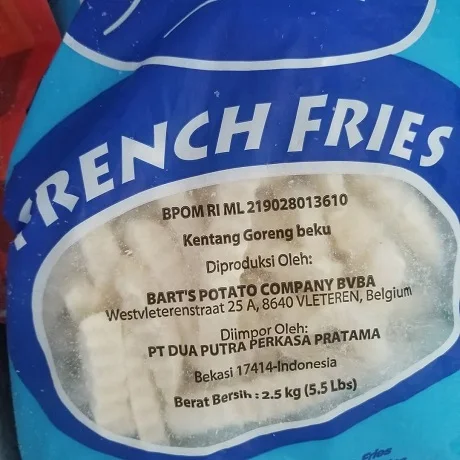 FRENCH FRIES
BPOM RI ML 219028013610
Kentang Goreng beku
Diproduksi Oleh:
BART'S POTATO COMPANY BVBA
Westvleterenstraat 25 A, 8640 VLETEREN, Belgium
Diimpor Oleh:
PT DUA PUTRA PERKASA PRATAMA
Bekasi 17414-Indonesia
Berat Bersih : 2.5 kg (5.5 Lbs)
Fries